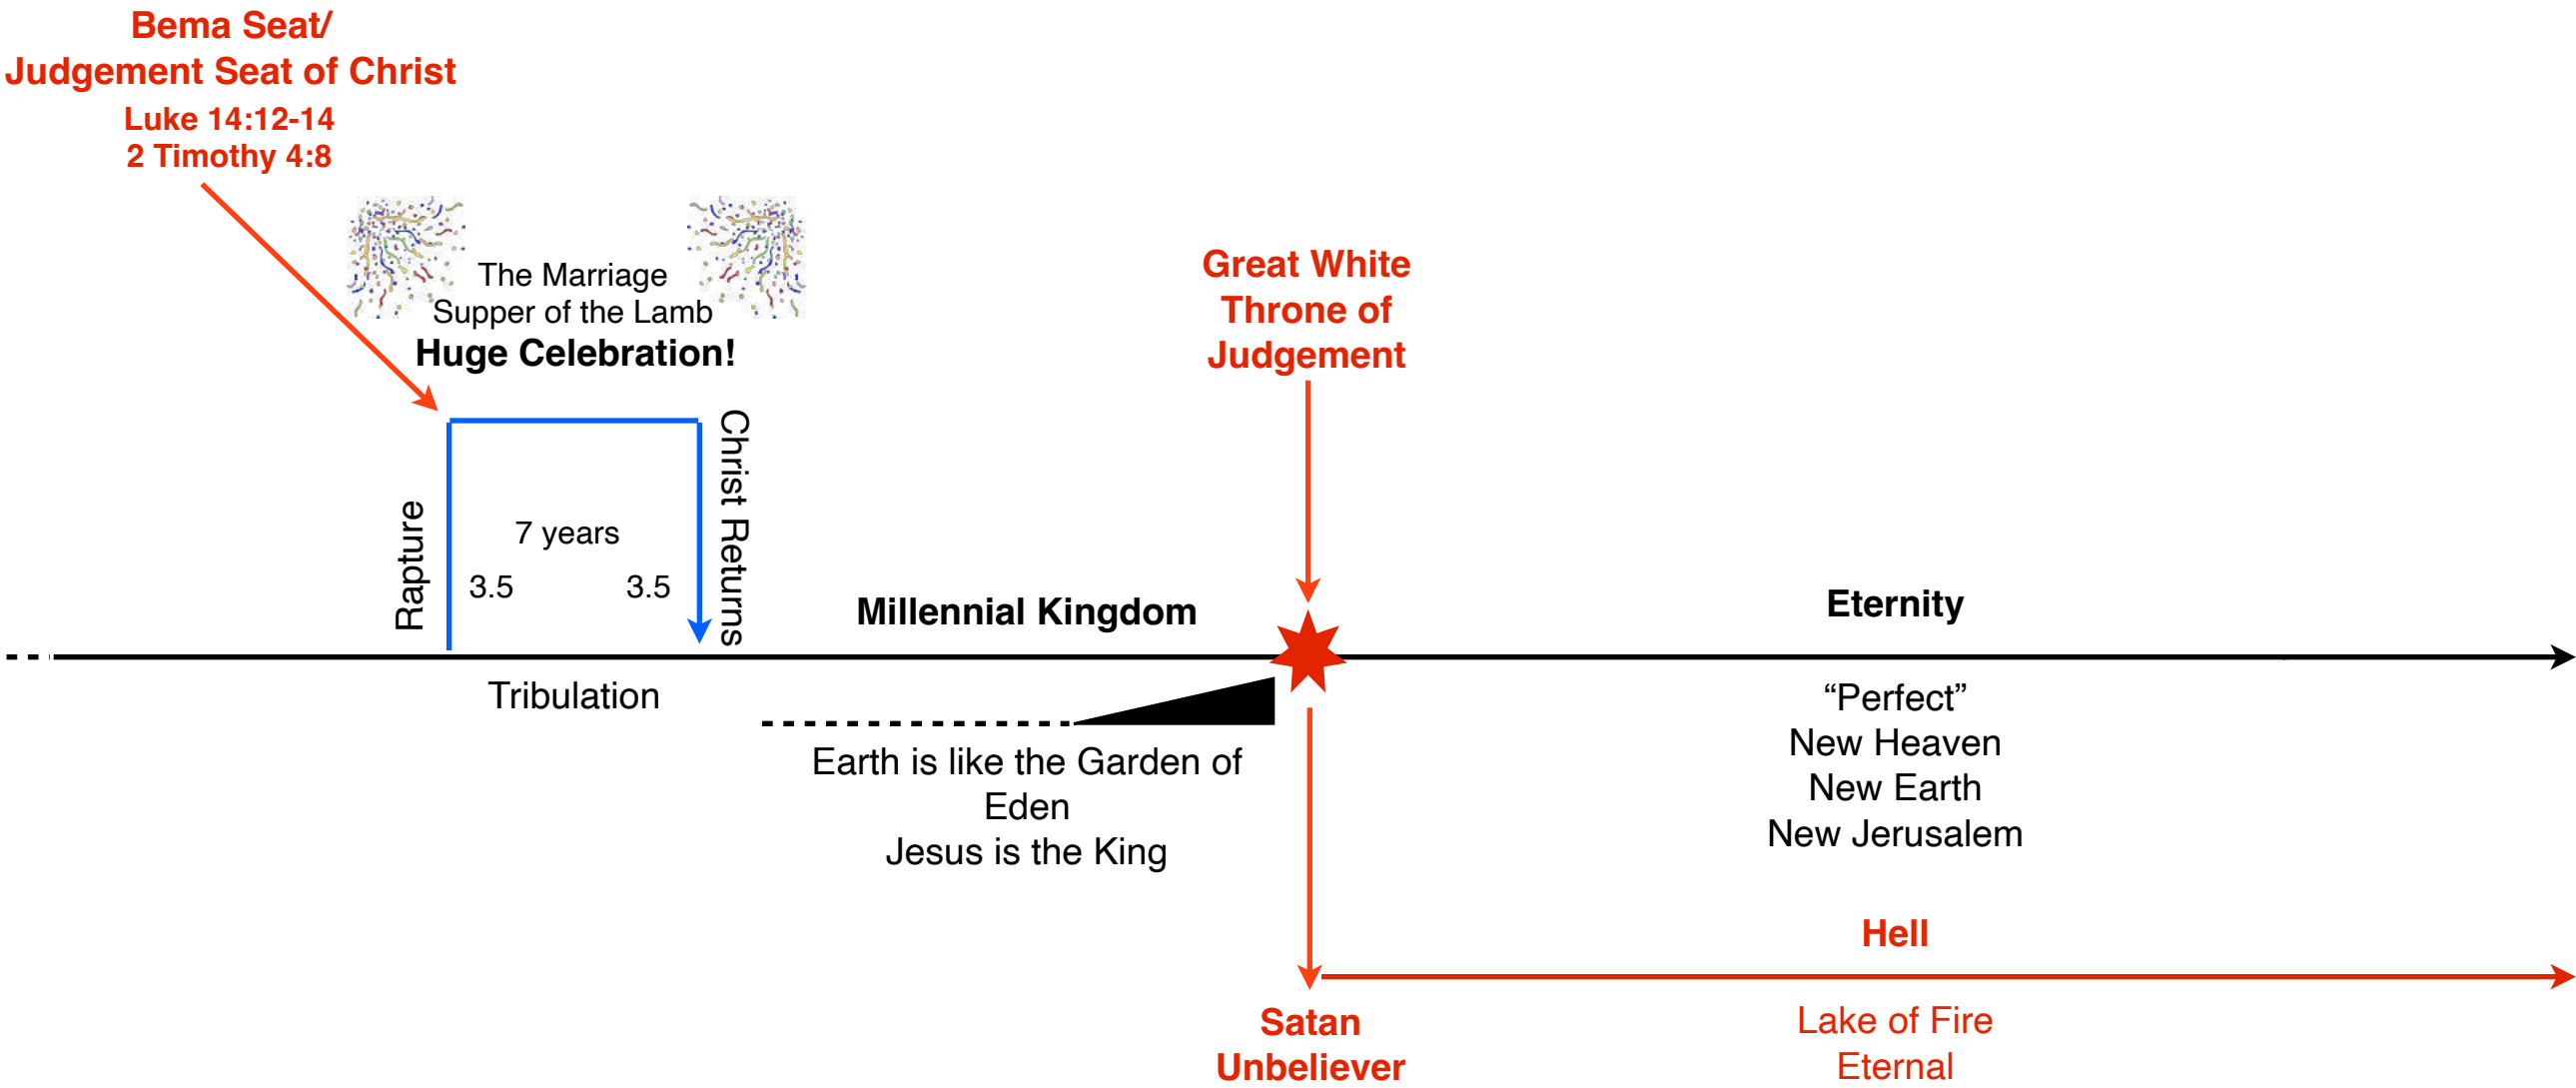 Bema Seat/
Judgement Seat of Christ
Luke 14:12-14
2 Timothy 4:8
The Marriage
Supper of the Lamb
Huge Celebration!
Rapture
7 years
3.5 3.5
Christ Returns
Tribulation
Millennial Kingdom
Earth is like the Garden of
Eden
Jesus is the King
Great White
Throne of
Judgement
Eternity
“Perfect”
New Heaven
New Earth
New Jerusalem
Hell
Lake of Fire
Eternal
Satan
Unbeliever